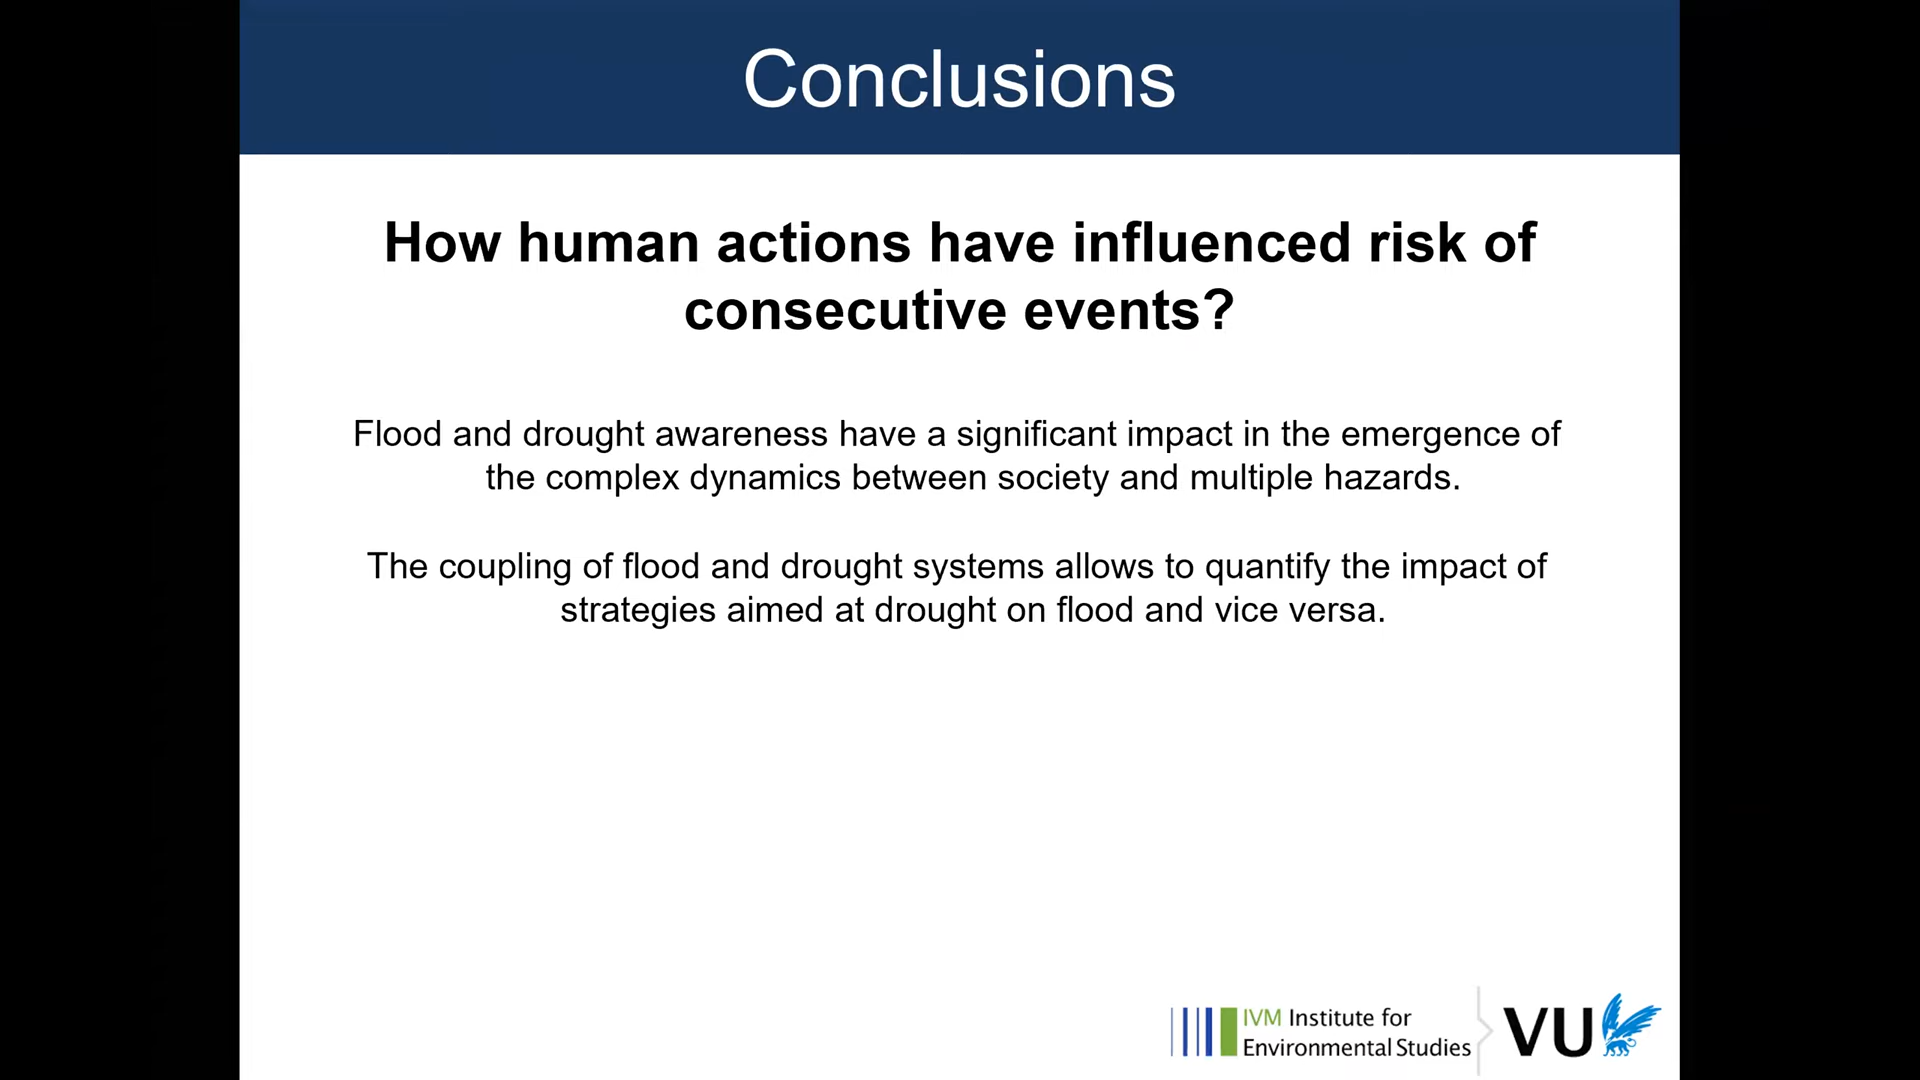 Conclusions
How human actions have influenced risk of
consecutive events?
Flood and drought awareness have a significant impact in the emergence of
the complex dynamics between society and multiple hazards.
The coupling of flood and drought systems allows to quantify the impact of
strategies aimed at drought on flood and vice versa.
IVM Institute for
Environmental Studies
VU